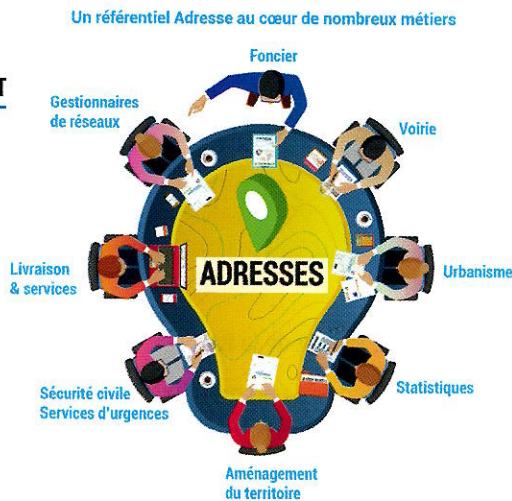 Un référentiel Adresse au cœur de nombreux métiers
Foncier
T
Gestionnaires
de réseaux
Voirie
Livraison
& services
ADRESSES
Urbanisme
Sécurité civile
Services d'urgences
Statistiques
Aménagement
du territoire